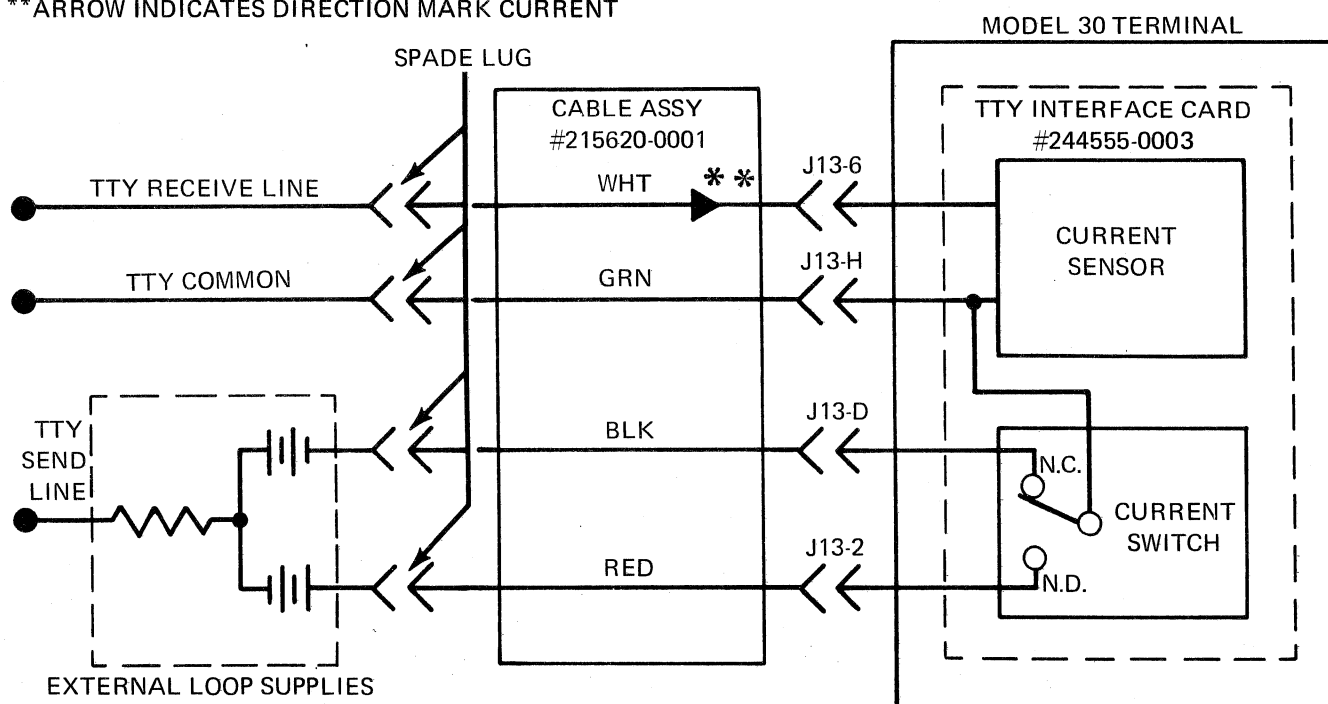 **ARROW INDICATES DIRECTION MARK CURRENT
MODEL 30 TERMINAL
SPADE LUG
CABLE ASSY
#215620-0001
TTY INTERFACE CARD
#244555-0003
TTY RECEIVE LINE
WHT
**
J13-6
CURRENT
SENSOR
TTY COMMON
GRN
J13-H
TTY
SEND
LINE
BLK
J13-D
N.C.
CURRENT
SWITCH
RED
J13-2
N.D.
EXTERNAL LOOP SUPPLIES